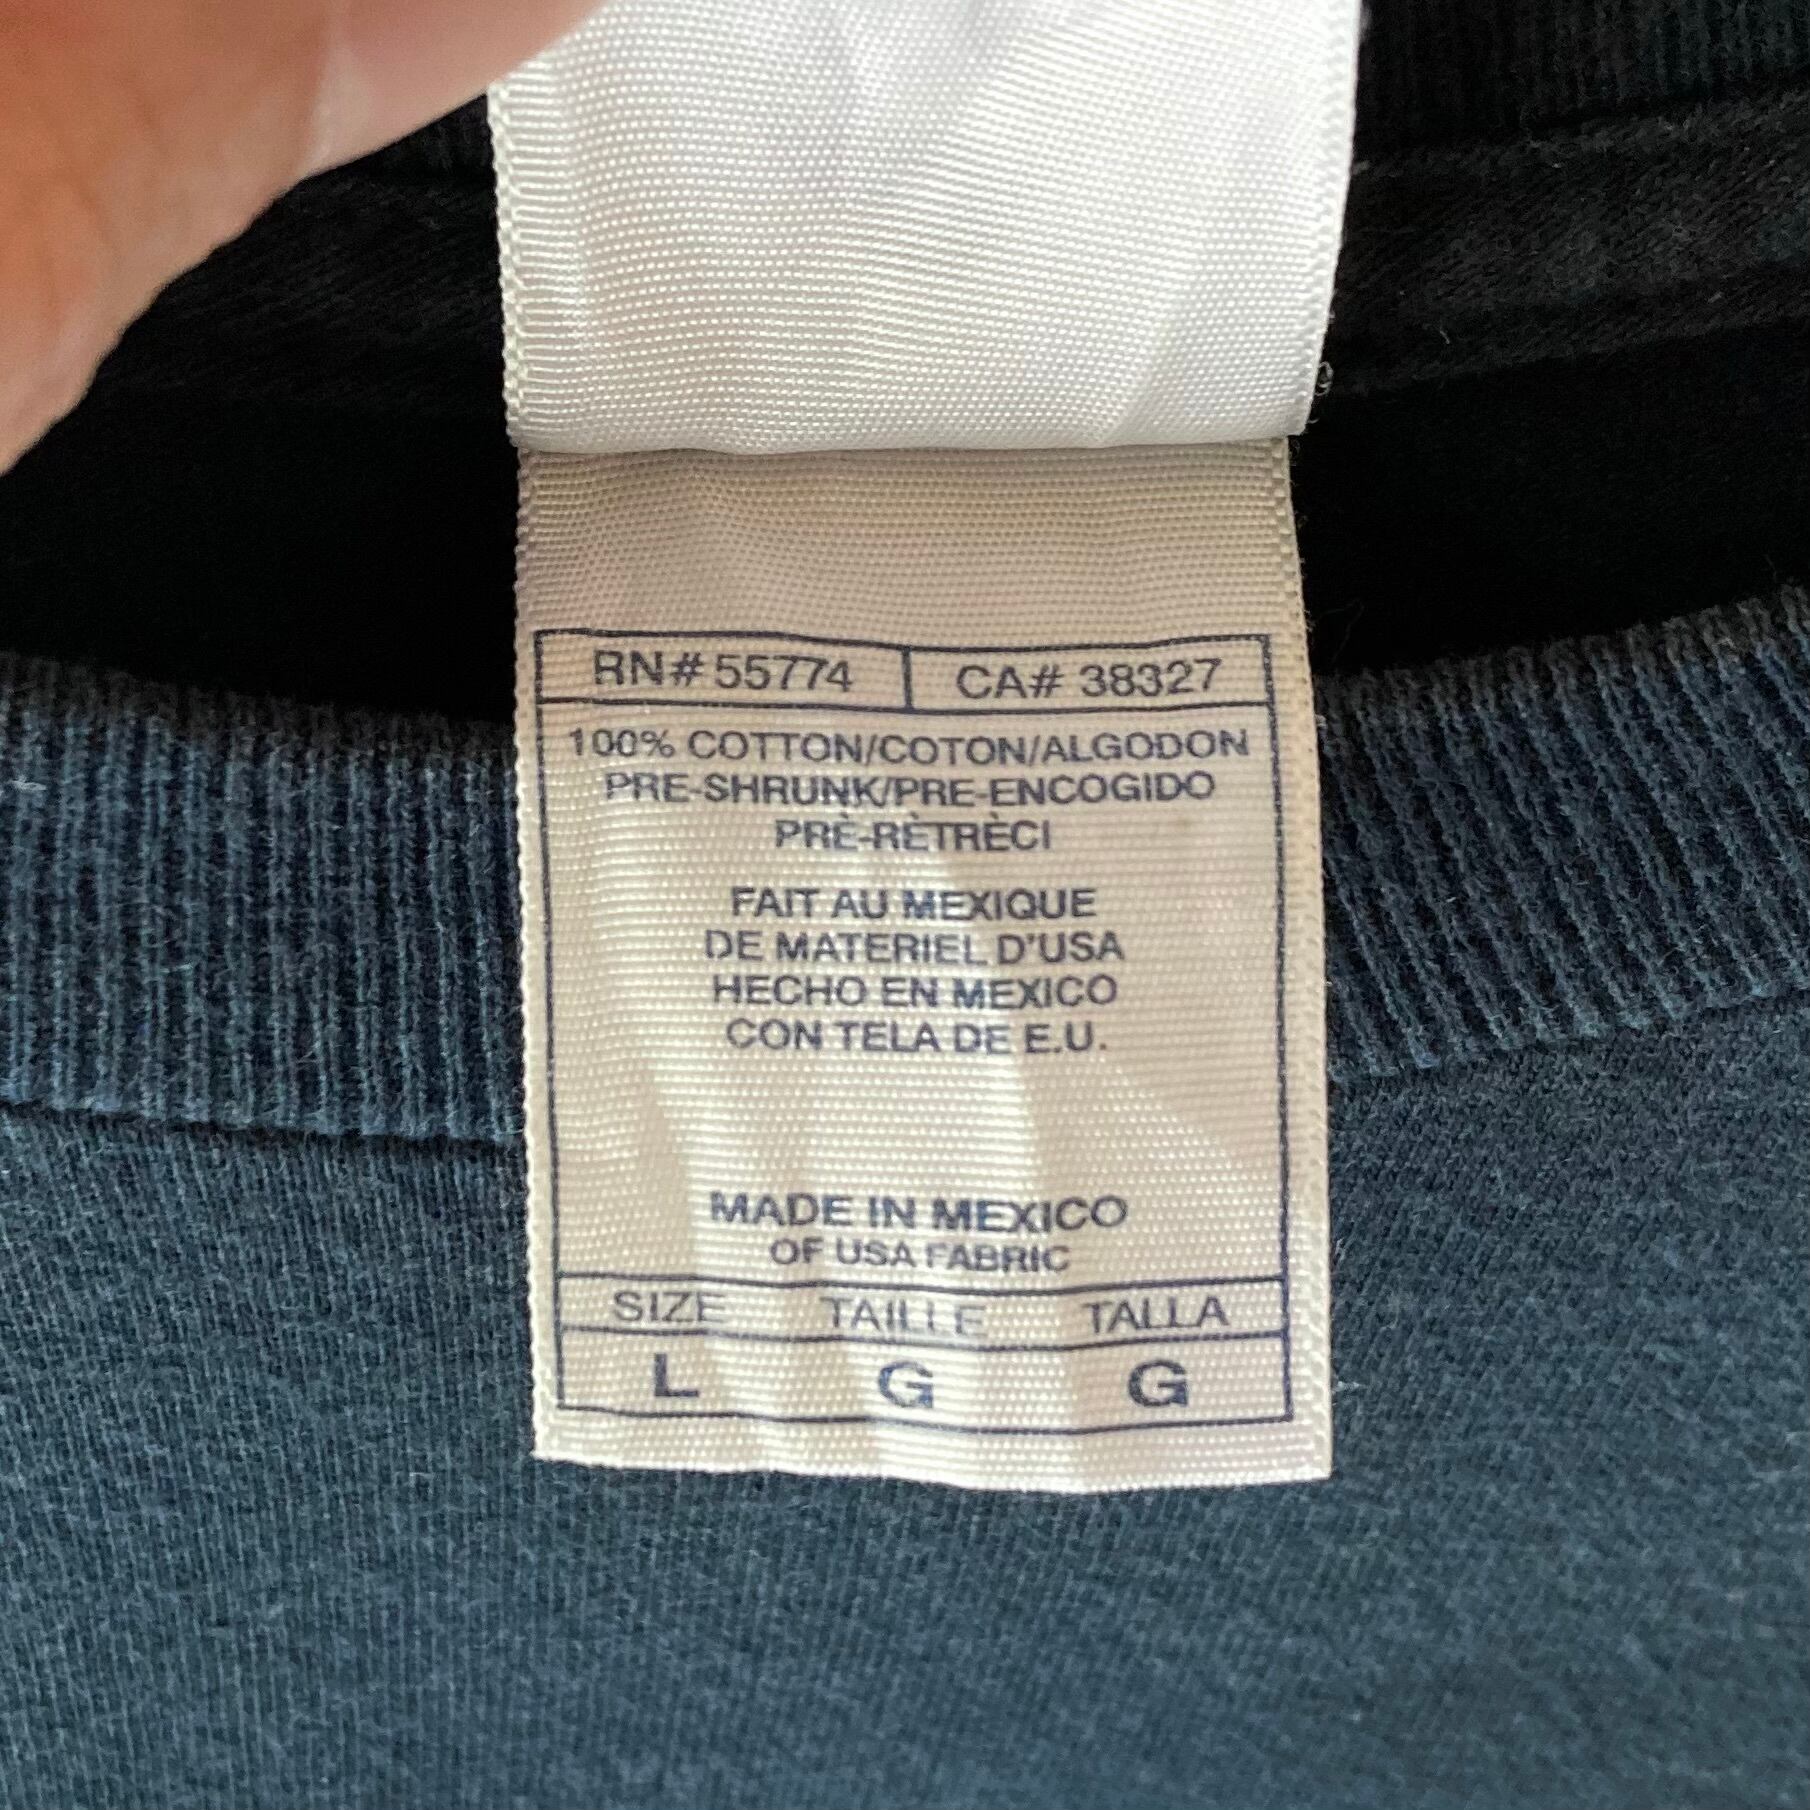 RN# 55774 CA# 38327
100% COTTON/COTON/ALGODON
PRE-SHRUNK/PRE-ENCOGIDO
PRÈ-RÈTRÈCI
FAIT AU MEXIQUE
DE MATERIEL D'USA
HECHO EN MEXICO
CON TELA DE E.U.
MADE IN MEXICO
OF USA FABRIC
SIZE TAILLE TALLA
L G G